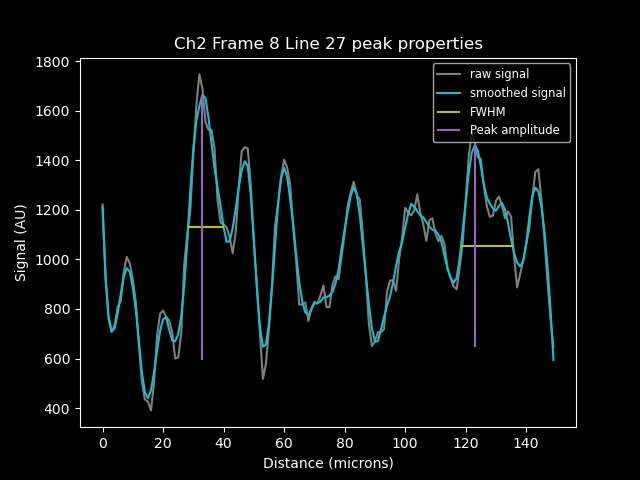 Ch2 Frame 8 Line 27 peak properties
raw signal
smoothed signal
FWHM
Peak amplitude
Signal (AU)
1800
1600
1400
1200
1000
800
600
400
0 20 40 60 80 100 120 140
Distance (microns)